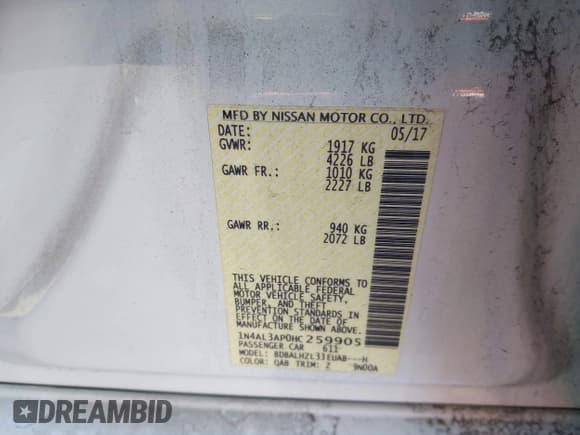 MFD BY NISSAN MOTOR CO., LTD.
DATE: 05/17
GVWR: 1917 KG
4226 LB
GAWR FR.: 1010 KG
2227 LB
GAWR RR.: 940 KG
2072 LB
THIS VEHICLE CONFORMS TO
ALL APPLICABLE FEDERAL
MOTOR VEHICLE SAFETY,
BUMPER, AND THEFT
PREVENTION STANDARDS IN
EFFECT ON THE DATE OF
MANUFACTURE SHOWN ABOVE.
1N4AL3AP0HC259905
PASSENGER CAR 611
MODEL: BDBALHZL33EUAB---H
COLOR: QAB TRIM: Z 9N00A
DREAMBID
DREAMBID